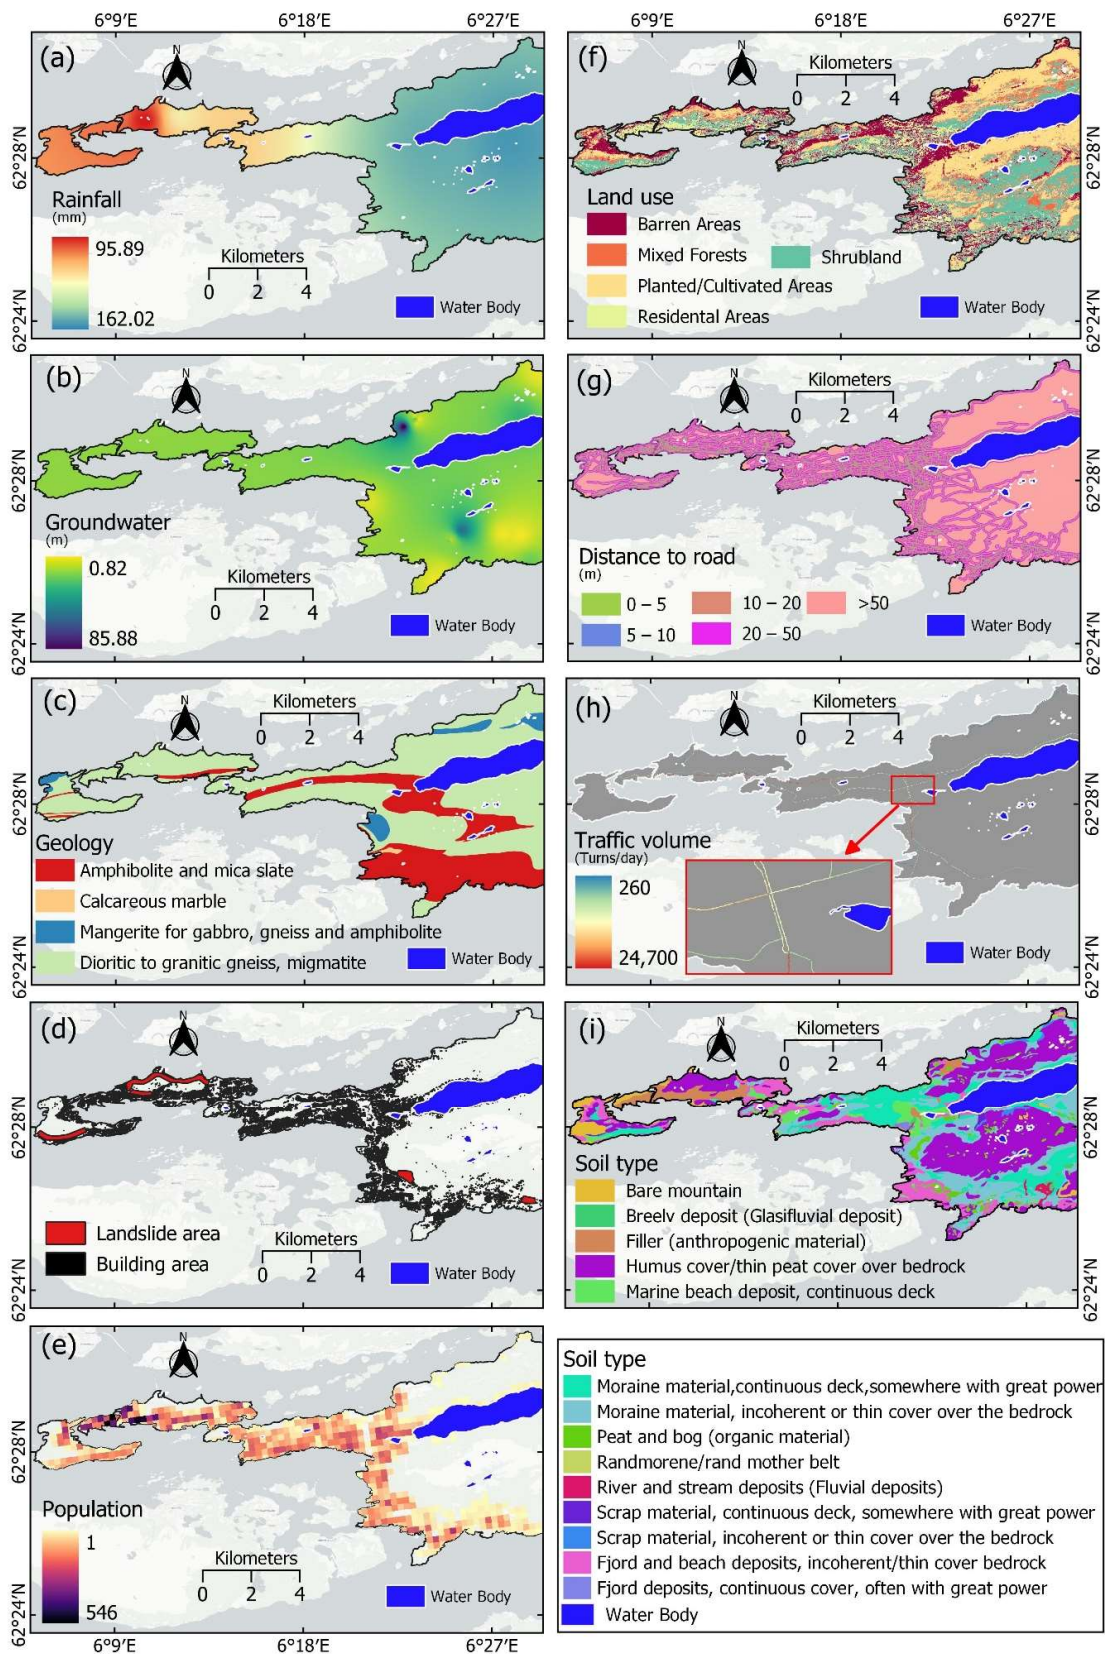 6°9′E 6°18′E 6°27′E
6°9′E 6°18′E 6°27′E
(a)
N
62°28′N
Rainfall
(mm)
95.89
162.02
Kilometers
0 2 4
Water Body
62°24′N
(f)
N
Kilometers
0 2 4
62°28′N
Land use
Barren Areas
Mixed Forests
Shrubland
Planted/Cultivated Areas
Residental Areas
Water Body
62°24′N
(b)
N
62°28′N
Groundwater
(m)
0.82
85.88
Kilometers
0 2 4
Water Body
62°24′N
(g)
N
Kilometers
0 2 4
62°28′N
Distance to road
(m)
0 – 5
10 – 20
>50
5 – 10
20 – 50
Water Body
62°24′N
(c)
N
Kilometers
0 2 4
62°28′N
Geology
Amphibolite and mica slate
Calcareous marble
Mangerite for gabbro, gneiss and amphibolite
Dioritic to granitic gneiss, migmatite
Water Body
62°24′N
(h)
N
Kilometers
0 2 4
62°28′N
Traffic volume
(Turns/day)
260
24,700
Water Body
62°24′N
(d)
N
62°28′N
Landslide area
Building area
Kilometers
0 2 4
Water Body
62°24′N
(i)
N
Kilometers
0 2 4
62°28′N
Soil type
Bare mountain
Breelv deposit (Glasifluvial deposit)
Filler (anthropogenic material)
Humus cover/thin peat cover over bedrock
Marine beach deposit, continuous deck
62°24′N
(e)
N
62°28′N
Population
1
546
Kilometers
0 2 4
Water Body
62°24′N
6°9′E 6°18′E 6°27′E
Soil type
Moraine material,continuous deck,somewhere with great power
Moraine material, incoherent or thin cover over the bedrock
Peat and bog (organic material)
Randmorene/rand mother belt
River and stream deposits (Fluvial deposits)
Scrap material, continuous deck, somewhere with great power
Scrap material, incoherent or thin cover over the bedrock
Fjord and beach deposits, incoherent/thin cover bedrock
Fjord deposits, continuous cover, often with great power
Water Body